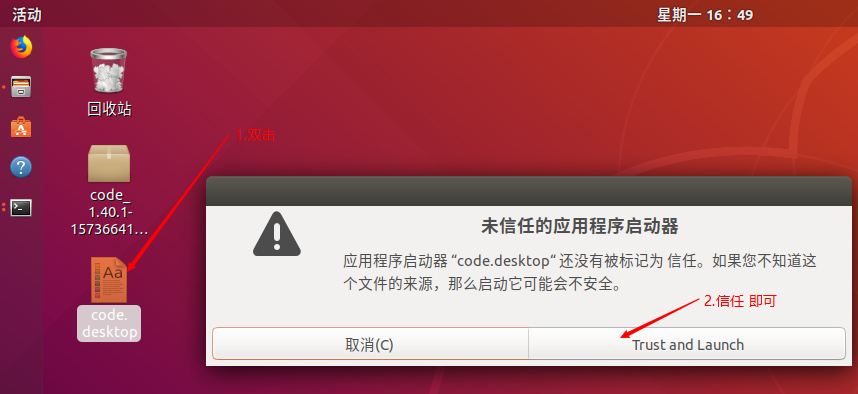 活动
星期一 16：49
回收站
1.双击
code_
1.40.1-
15736641...
未信任的应用程序启动器
应用程序启动器 “code.desktop“ 还没有被标记为 信任。如果您不知道这
个文件的来源，那么启动它可能会不安全。
Aa
code.
desktop
2.信任 即可
取消(C)
Trust and Launch